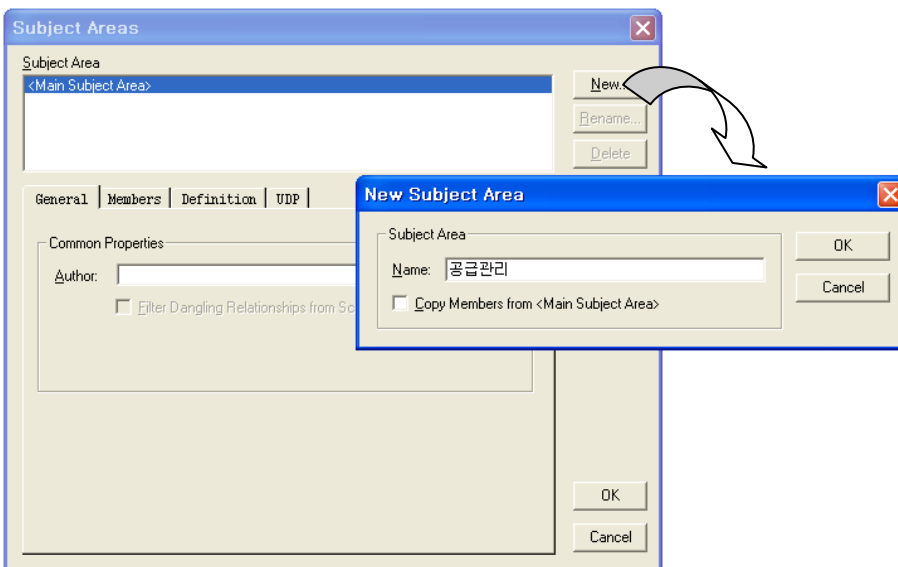 Subject Areas
Subject Area
<Main Subject Area>
New...
Rename...
Delete
General Members Definition UDP
Common Properties
Author:
Filter Dangling Relationships from Sc
New Subject Area
Subject Area
Name: 공급관리
Copy Members from <Main Subject Area>
OK
Cancel
OK
Cancel